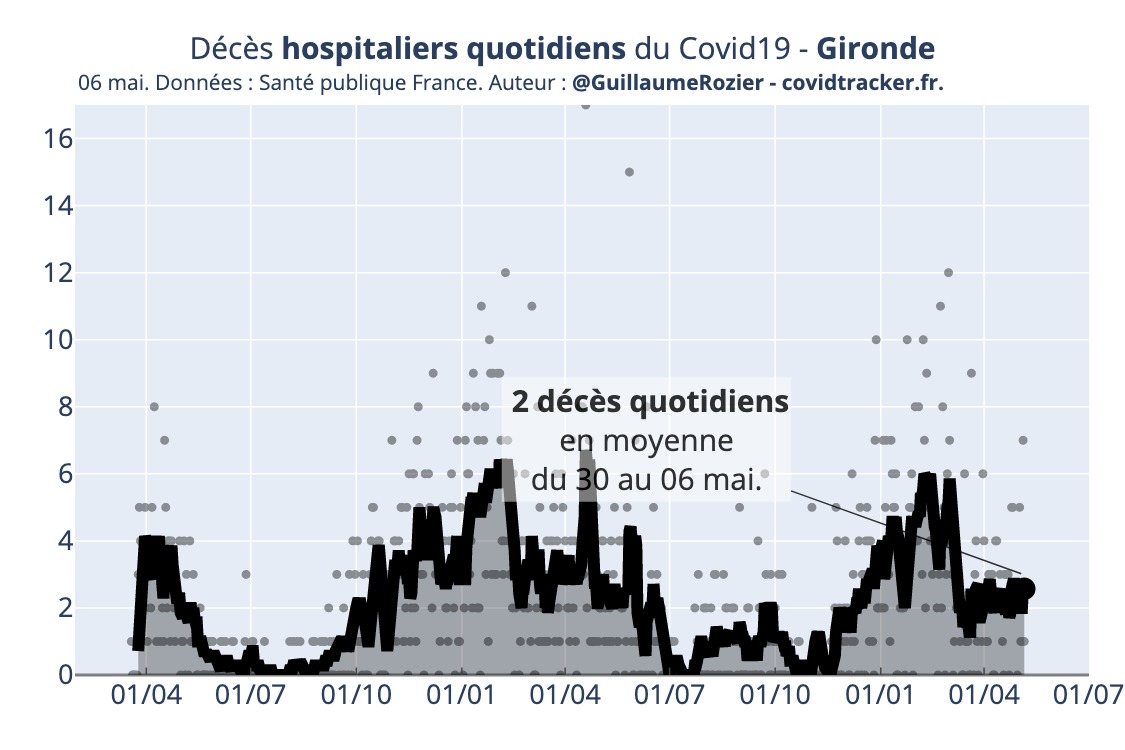 Décès hospitaliers quotidiens du Covid19 - Gironde
06 mai. Données : Santé publique France. Auteur : @GuillaumeRozier - covidtracker.fr.
16
14
12
10
8
6
4
2
0
2 décès quotidiens
en moyenne
du 30 au 06 mai.
01/04 01/07 01/10 01/01 01/04 01/07 01/10 01/01 01/04 01/07